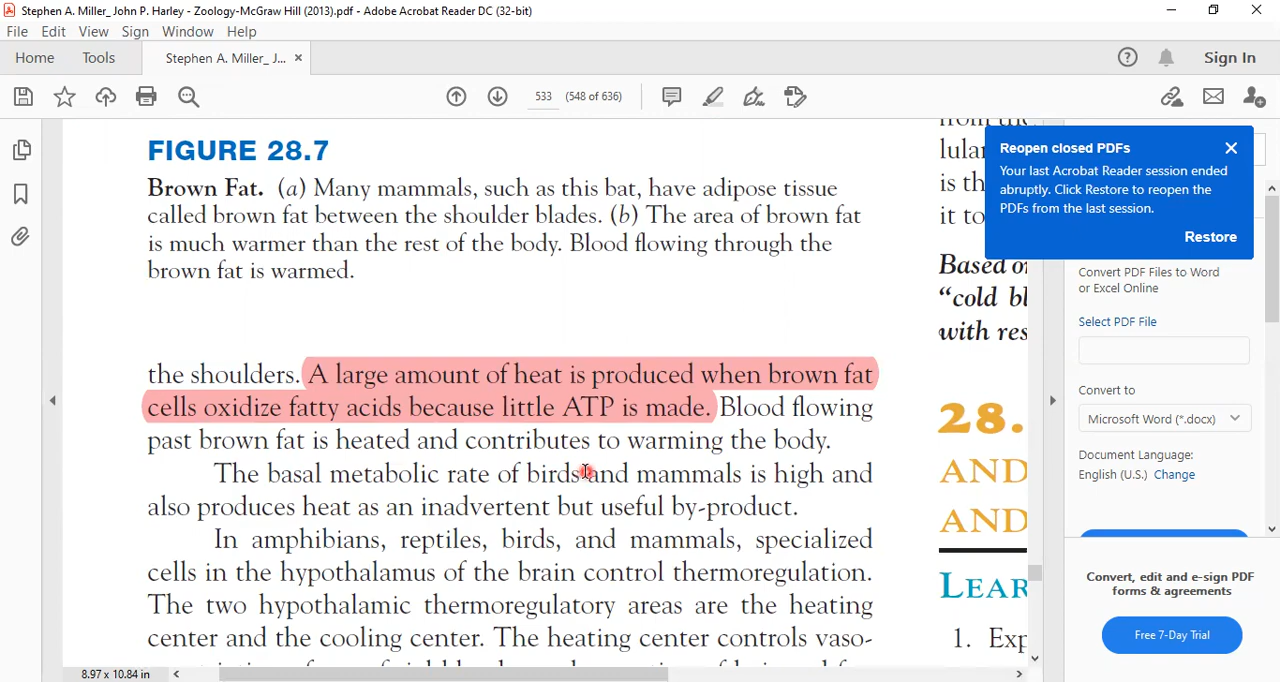 Stephen A. Miller_ John P. Harley - Zoology-McGraw Hill (2013).pdf - Adobe Acrobat Reader DC (32-bit)
File Edit View Sign Window Help
Home Tools Stephen A. Miller_ J... × Sign In
533 (548 of 636)
FIGURE 28.7
Brown Fat. (a) Many mammals, such as this bat, have adipose tissue
called brown fat between the shoulder blades. (b) The area of brown fat
is much warmer than the rest of the body. Blood flowing through the
brown fat is warmed.
the shoulders. A large amount of heat is produced when brown fat
cells oxidize fatty acids because little ATP is made. Blood flowing
past brown fat is heated and contributes to warming the body.
The basal metabolic rate of birds and mammals is high and
also produces heat as an inadvertent but useful by-product.
In amphibians, reptiles, birds, and mammals, specialized
cells in the hypothalamus of the brain control thermoregulation.
The two hypothalamic thermoregulatory areas are the heating
center and the cooling center. The heating center controls vaso-
8.97 x 10.84 in
lular
is th
it to
Based on
"cold bl
with res
28.
AND
AND
LEAR
1. Exp
Reopen closed PDFs
Your last Acrobat Reader session ended
abruptly. Click Restore to reopen the
PDFs from the last session.
Restore
Convert PDF Files to Word
or Excel Online
Select PDF File
Convert to
Microsoft Word (*.docx)
Document Language:
English (U.S.) Change
Convert, edit and e-sign PDF
forms & agreements
Free 7-Day Trial